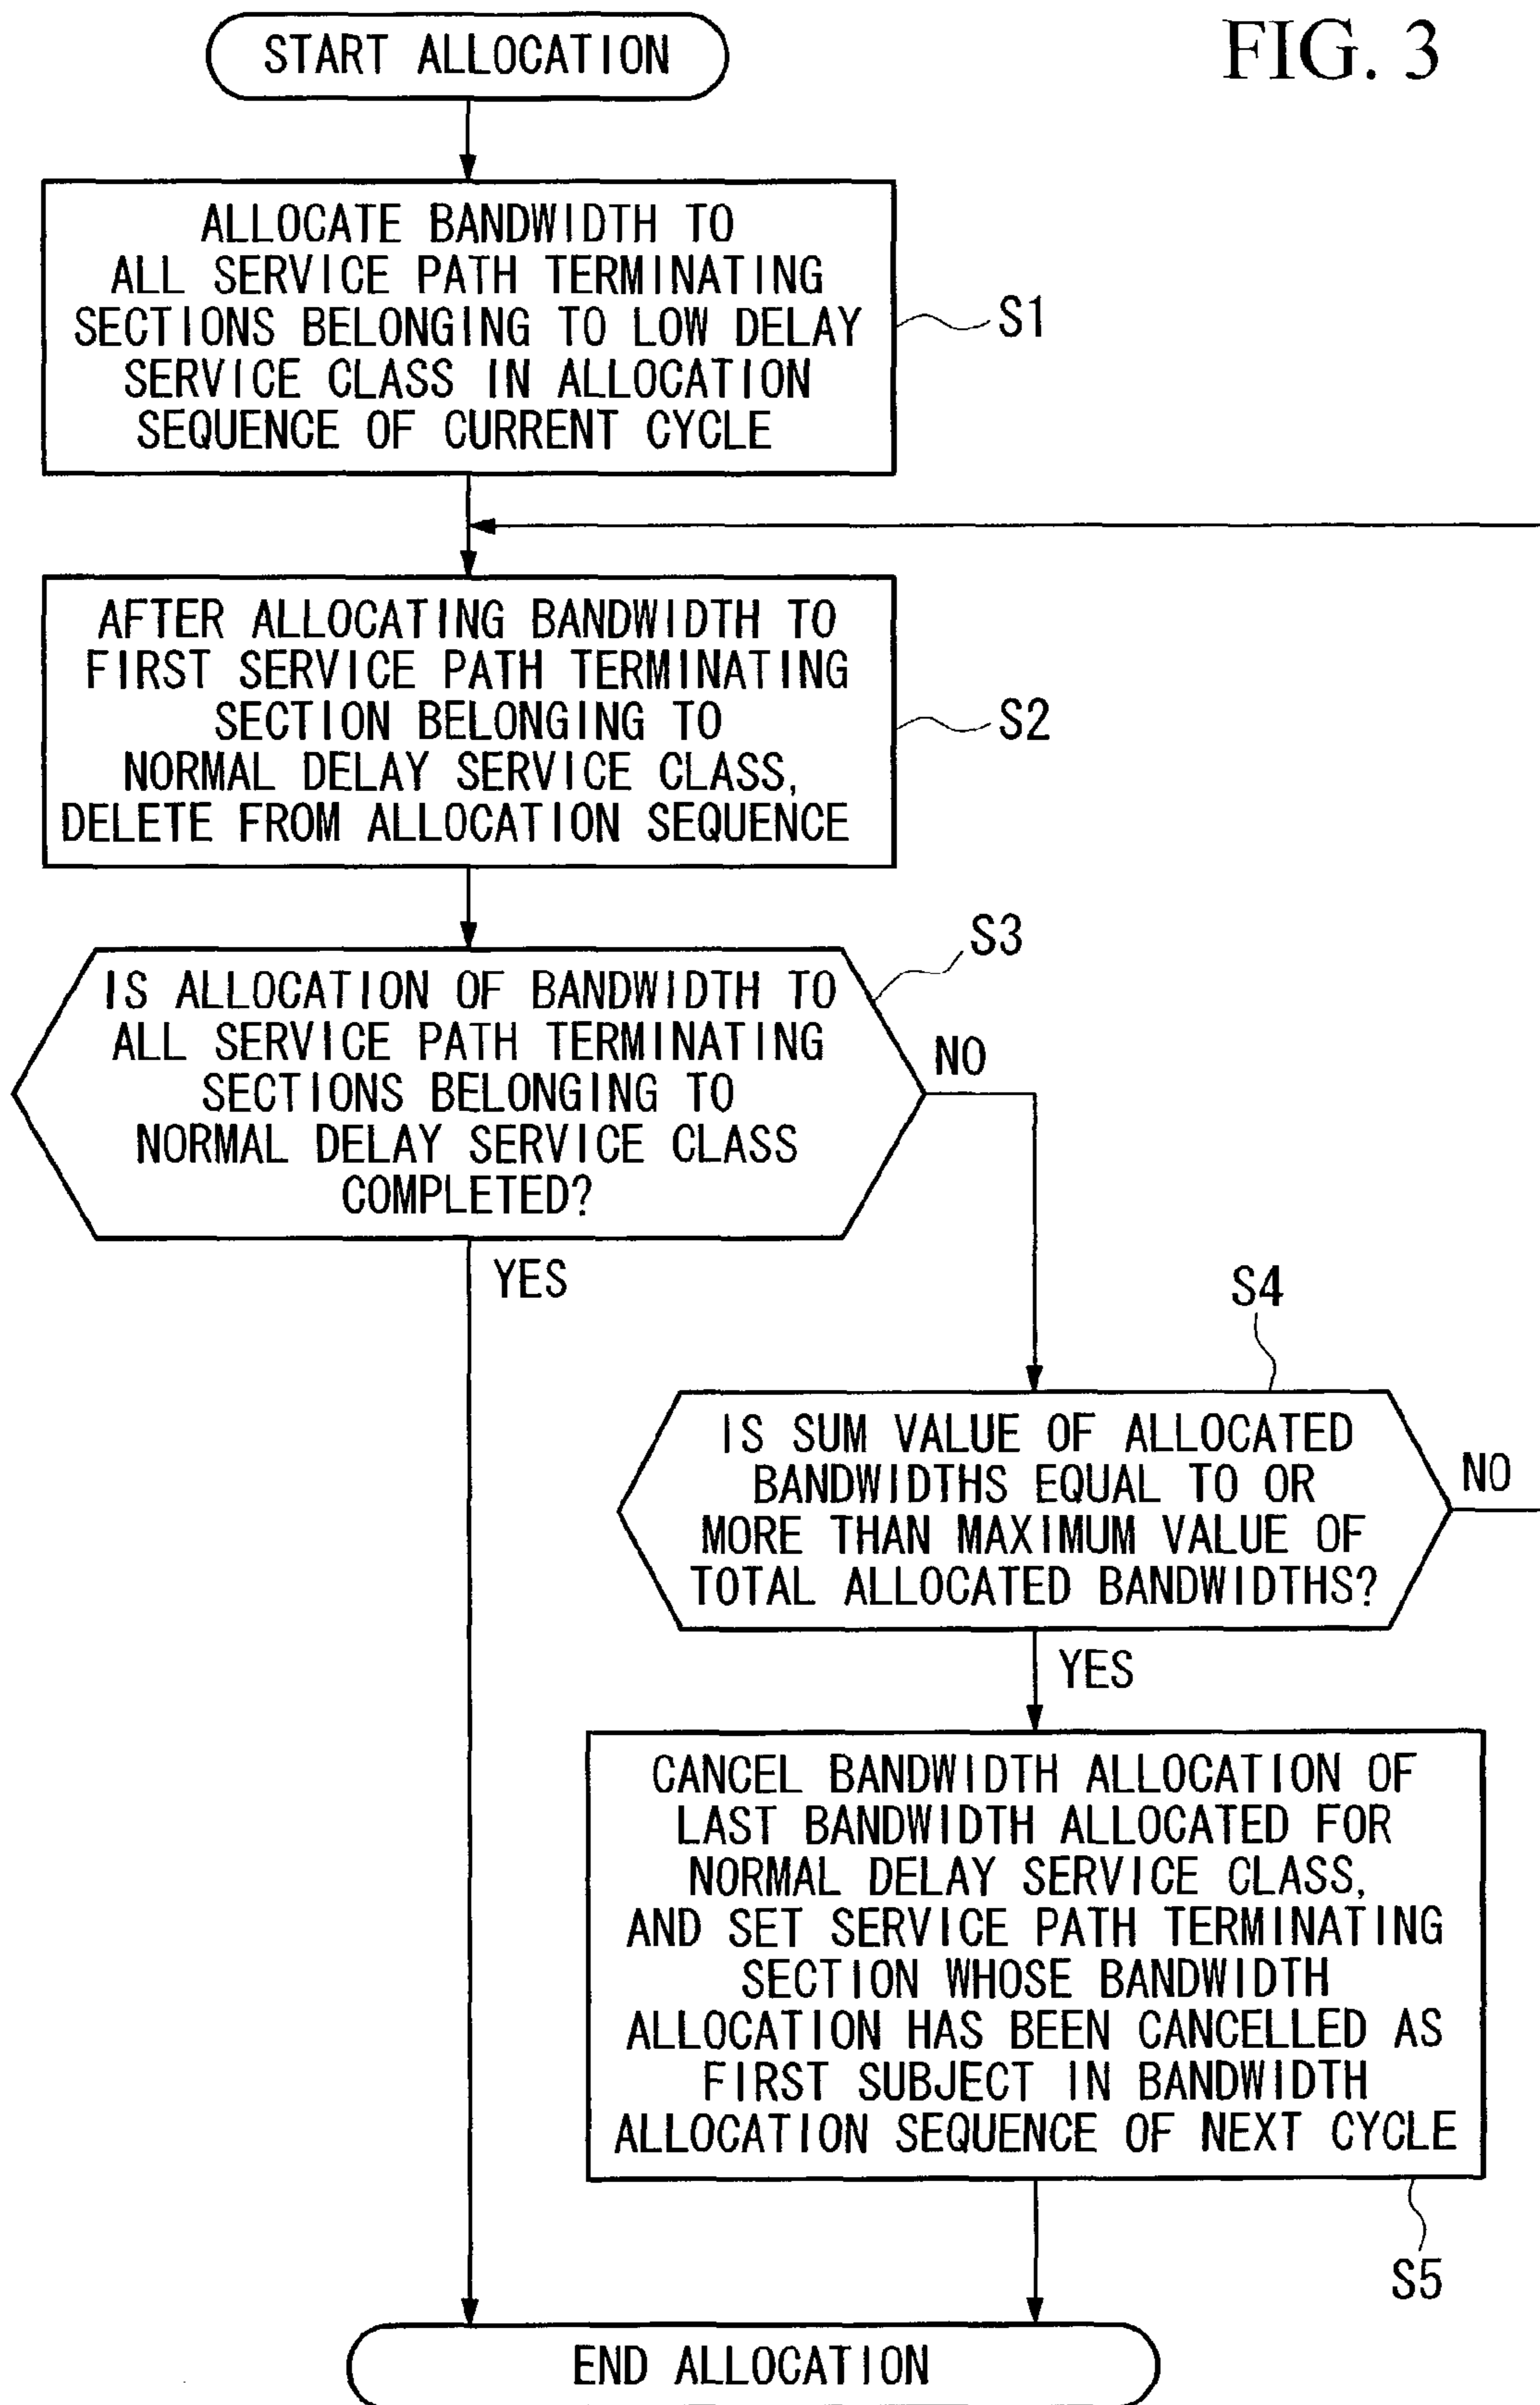 FIG. 3
START ALLOCATION
ALLOCATE BANDWIDTH TO
ALL SERVICE PATH TERMINATING
SECTIONS BELONGING TO LOW DELAY
SERVICE CLASS IN ALLOCATION
SEQUENCE OF CURRENT CYCLE
S1
AFTER ALLOCATING BANDWIDTH TO
FIRST SERVICE PATH TERMINATING
SECTION BELONGING TO
NORMAL DELAY SERVICE CLASS,
DELETE FROM ALLOCATION SEQUENCE
S2
IS ALLOCATION OF BANDWIDTH TO
ALL SERVICE PATH TERMINATING
SECTIONS BELONGING TO
NORMAL DELAY SERVICE CLASS
COMPLETED?
S3
NO
YES
S4
IS SUM VALUE OF ALLOCATED
BANDWIDTHS EQUAL TO OR
MORE THAN MAXIMUM VALUE OF
TOTAL ALLOCATED BANDWIDTHS?
NO
YES
CANCEL BANDWIDTH ALLOCATION OF
LAST BANDWIDTH ALLOCATED FOR
NORMAL DELAY SERVICE CLASS,
AND SET SERVICE PATH TERMINATING
SECTION WHOSE BANDWIDTH
ALLOCATION HAS BEEN CANCELLED AS
FIRST SUBJECT IN BANDWIDTH
ALLOCATION SEQUENCE OF NEXT CYCLE
S5
END ALLOCATION